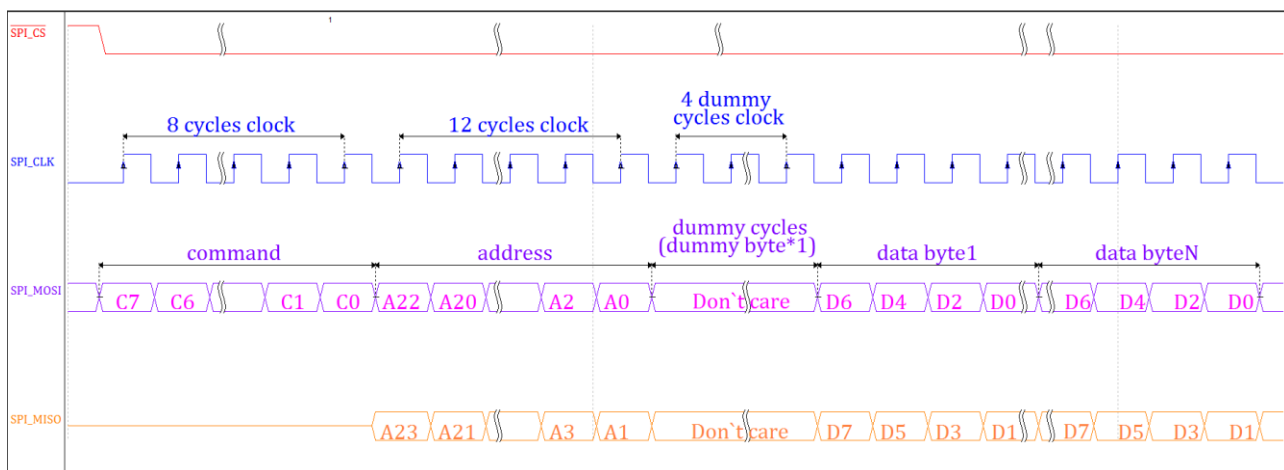 SPI_CS
1
4 dummy
8 cycles clock 12 cycles clock cycles clock
SPI_CLK
dummy cycles
(dummy byte*1)
command address data byte1 data byteN
SPI_MOSI C7 C6 C1 C0 A22 A20 A2 A0 Don`t care D6 D4 D2 D0 D6 D4 D2 D0
SPI_MISO A23 A21 A3 A1 Don`t care D7 D5 D3 D1 D7 D5 D3 D1